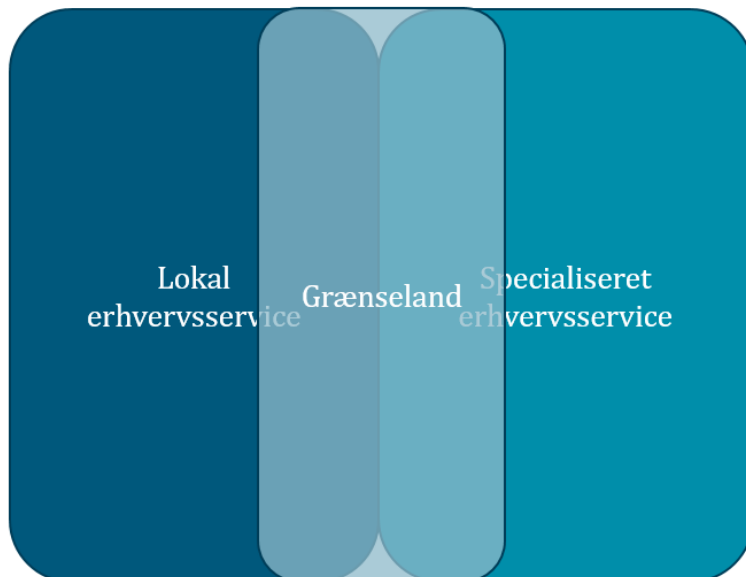 Lokal
erhvervsservice
Grænseland
Specialiseret
erhvervsservice